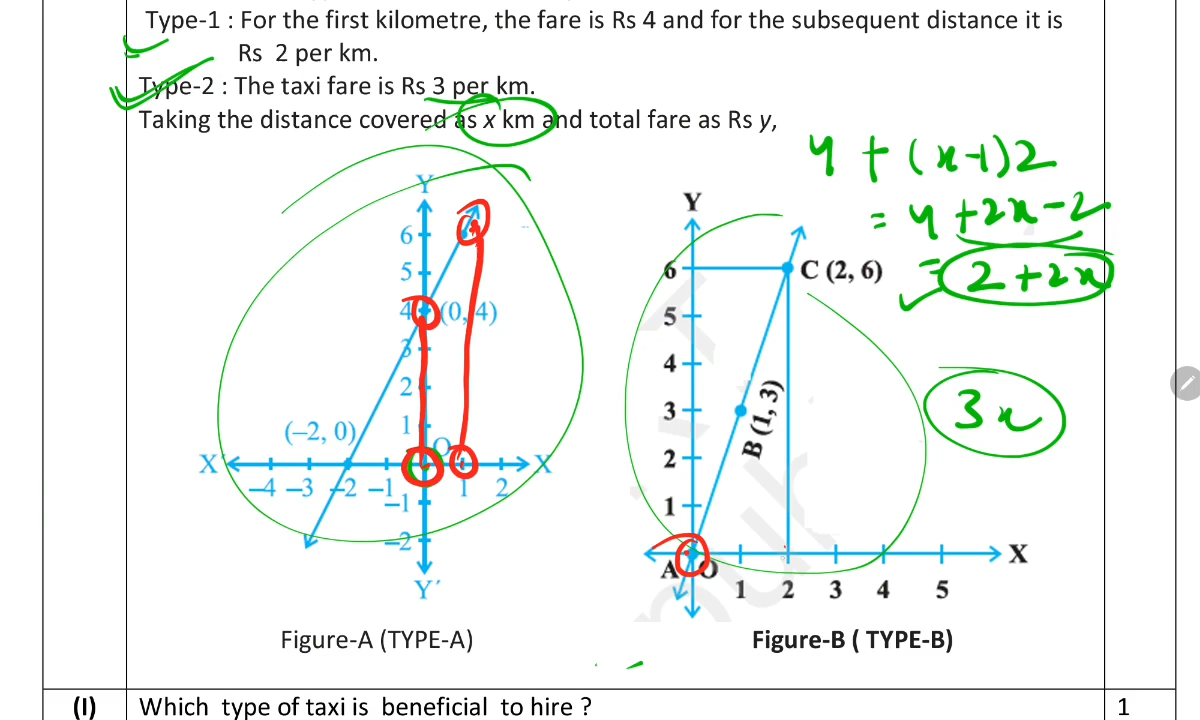 Type-1 : For the first kilometre, the fare is Rs 4 and for the subsequent distance it is
Rs 2 per km.
Type-2 : The taxi fare is Rs 3 per km.
Taking the distance covered as x km and total fare as Rs y,
4 + (x-1)2
= 4 + 2x - 2
= 2 + 2x
3x
Y
6
5
4 (0, 4)
3
2
1
(–2, 0)
O
X′ X
–4 –3 –2 –1 1 2
–1
–2
Y′
Figure-A (TYPE-A)
Y
6 C (2, 6)
5
4
3 B (1, 3)
2
1
X
A O
1 2 3 4 5
Figure-B ( TYPE-B)
(I) Which type of taxi is beneficial to hire ? 1